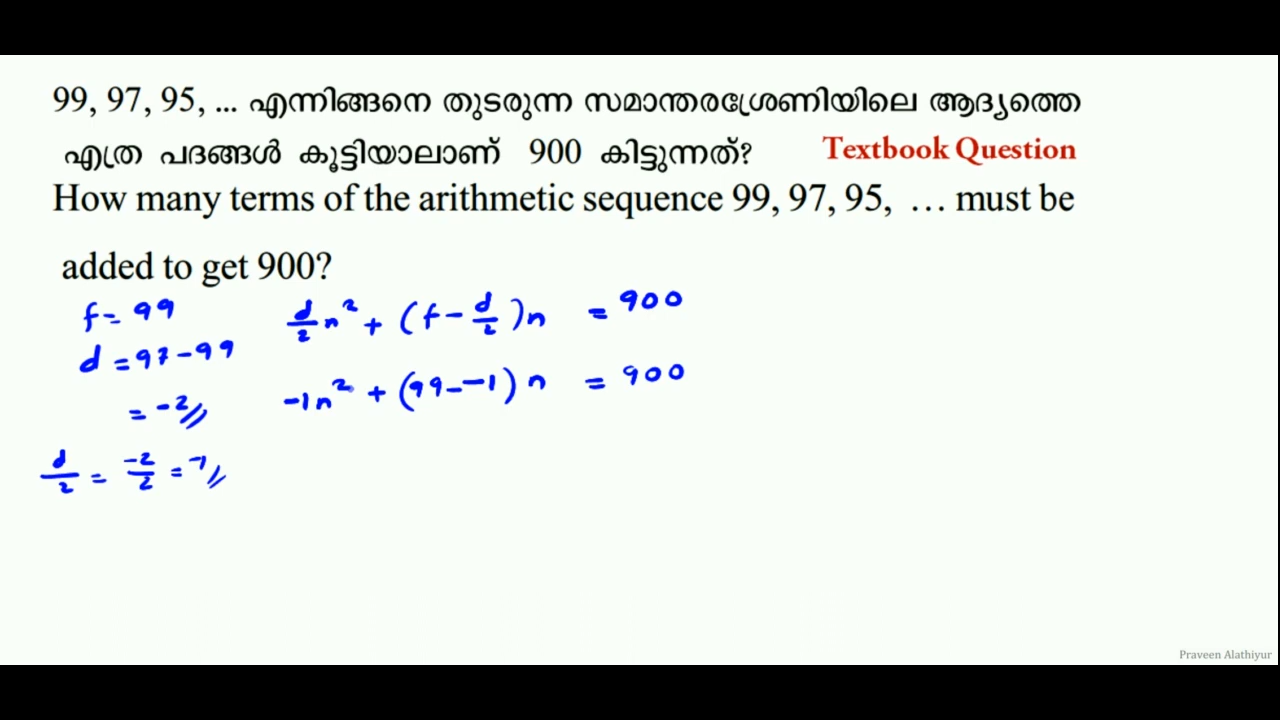 99, 97, 95, ... എന്നിങ്ങനെ തുടരുന്ന സമാന്തരശ്രേണിയിലെ ആദ്യത്തെ
എത്ര പദങ്ങൾ കൂട്ടിയാലാണ് 900 കിട്ടുന്നത്? Textbook Question
How many terms of the arithmetic sequence 99, 97, 95, … must be
added to get 900?
f = 99
d = 97 - 99
= -2 //
d/2 = -2/2 = -1 //
d/2 n² + (f - d/2)n = 900
-1n² + (99 - -1) n = 900
Praveen Alathiyur